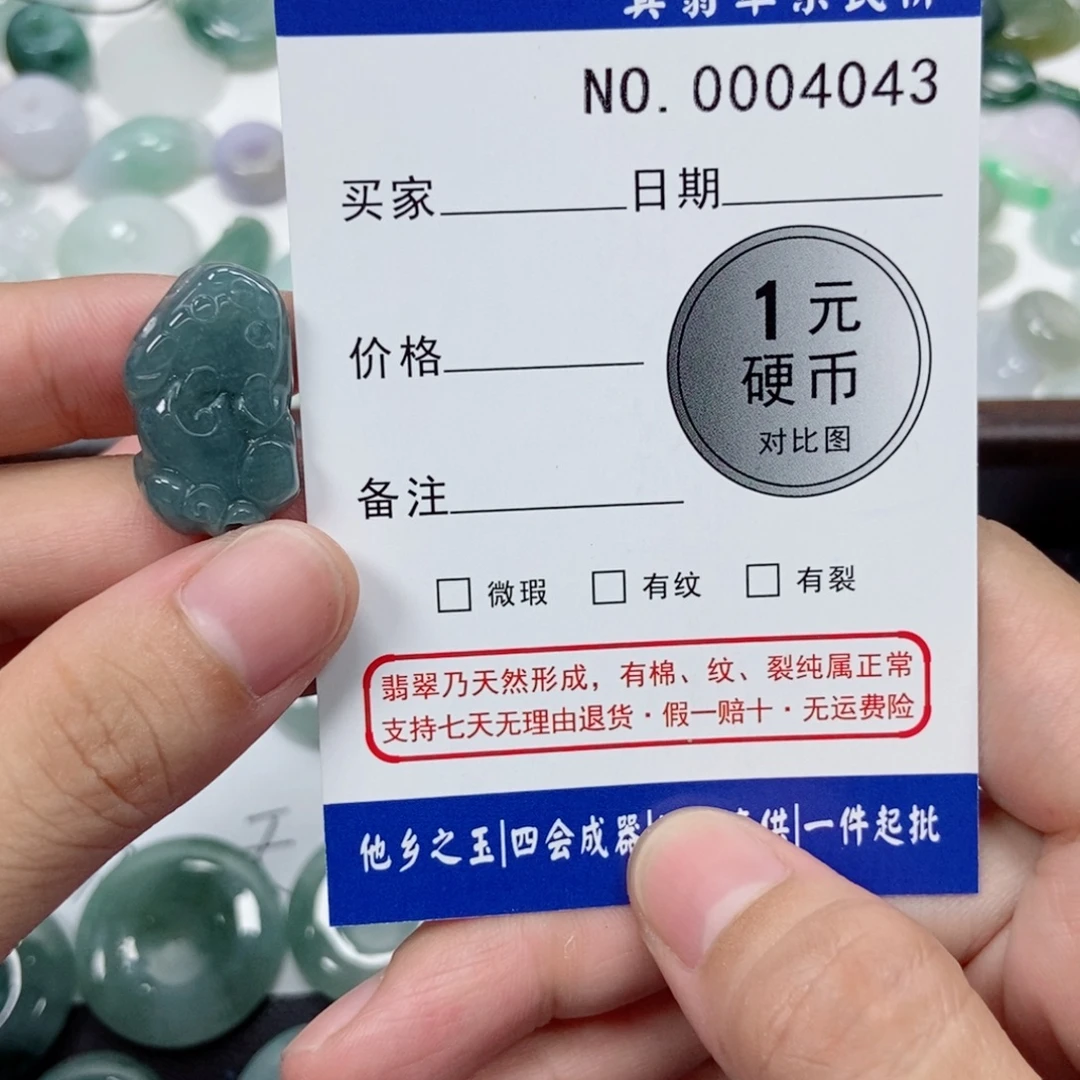 NO. 0004043
买家 日期
1元
硬币
对比图
价格
备注
微瑕 有纹 有裂
翡翠乃天然形成，有棉、纹、裂纯属正常
支持七天无理由退货·假一赔十·无运费险
他乡之玉|四会成器 供|一件起批